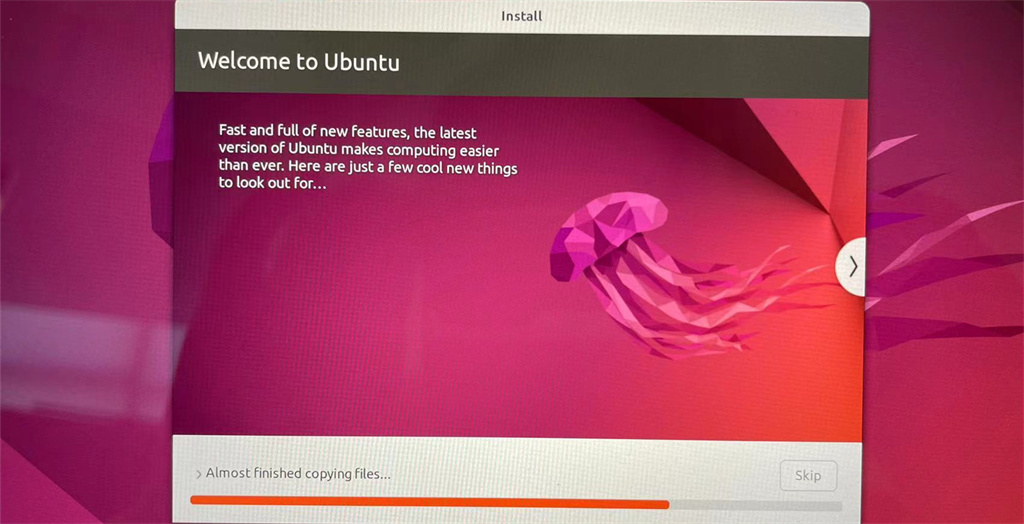 Install
Welcome to Ubuntu
Fast and full of new features, the latest
version of Ubuntu makes computing easier
than ever. Here are just a few cool new things
to look out for...
Almost finished copying files...
Skip